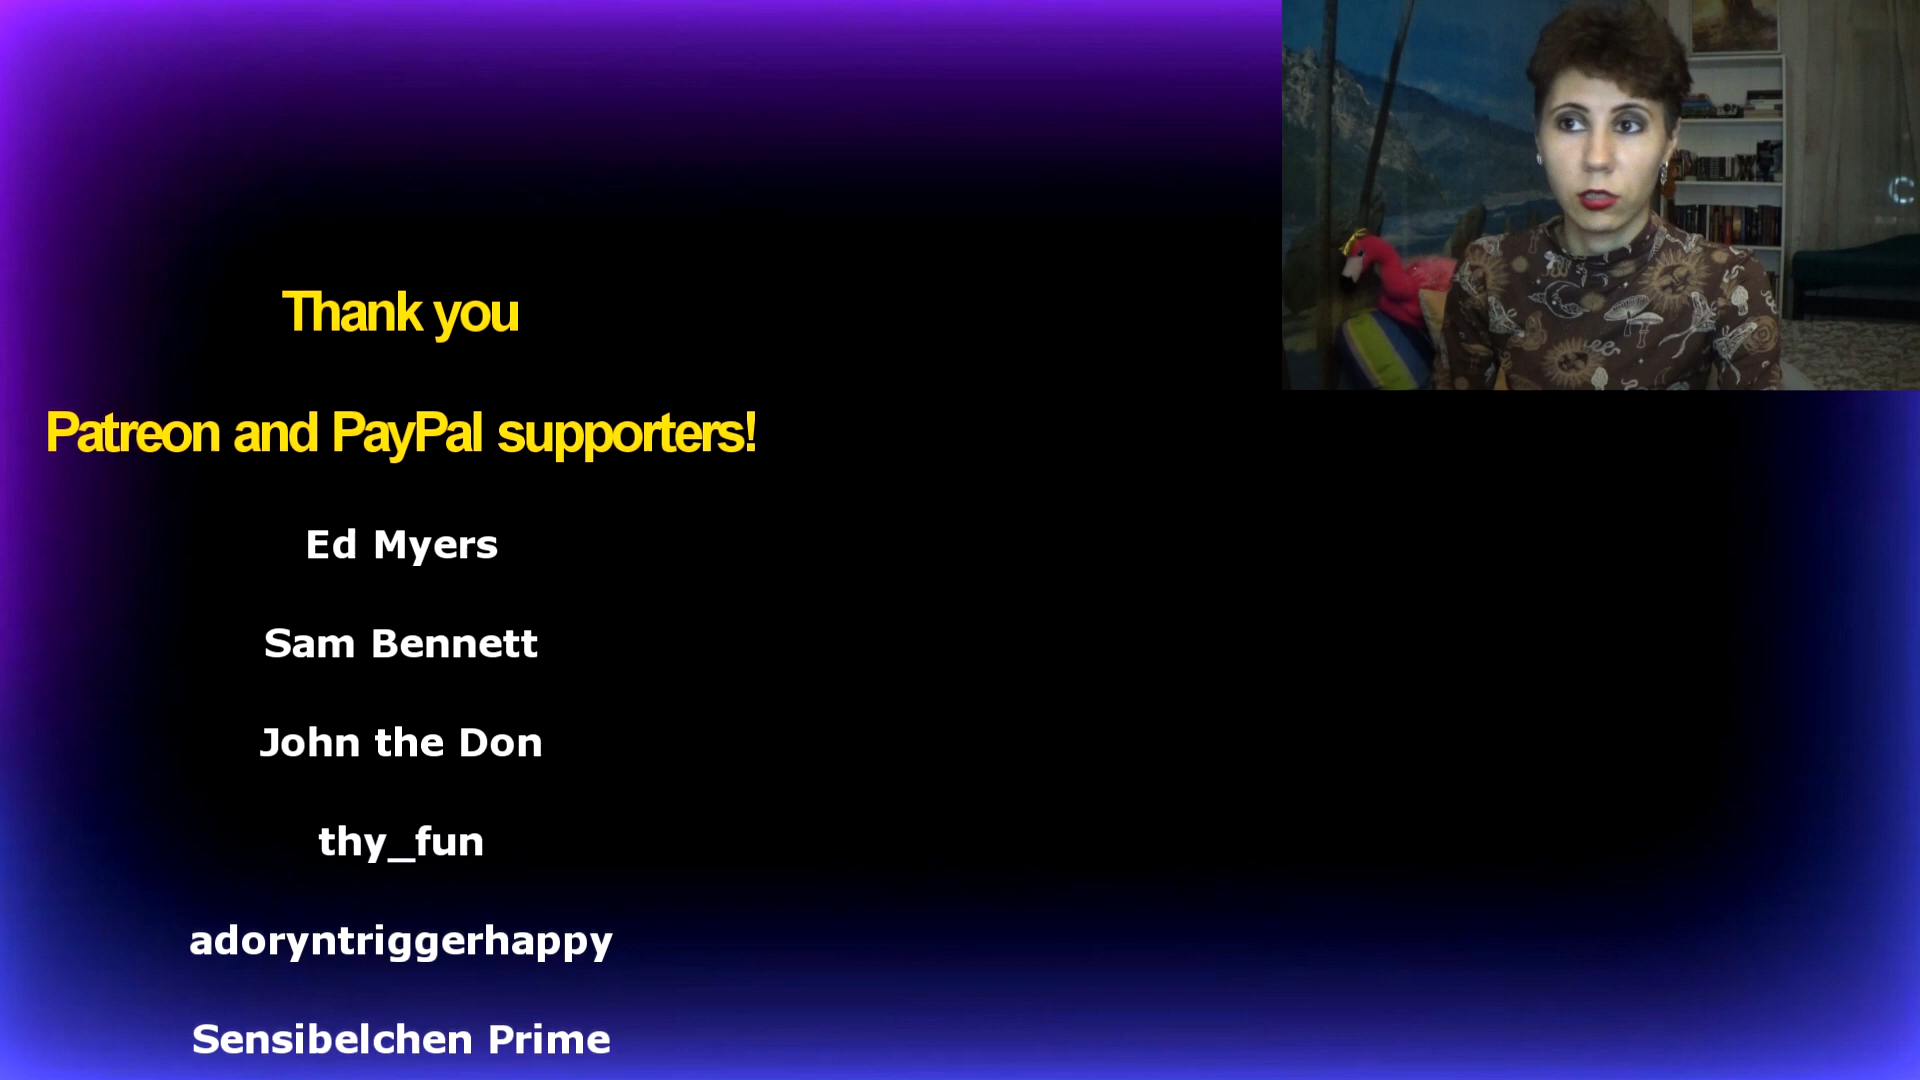 Thank you
Patreon and PayPal supporters!
Ed Myers
Sam Bennett
John the Don
thy_fun
adoryntriggerhappy
Sensibelchen Prime